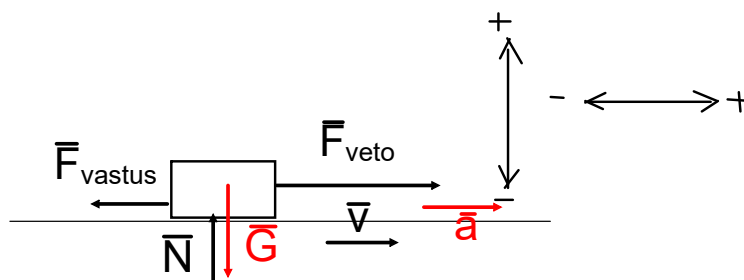 +
- +
F̅veto
F̅vastus
-
N̅ G̅ v̅ a̅